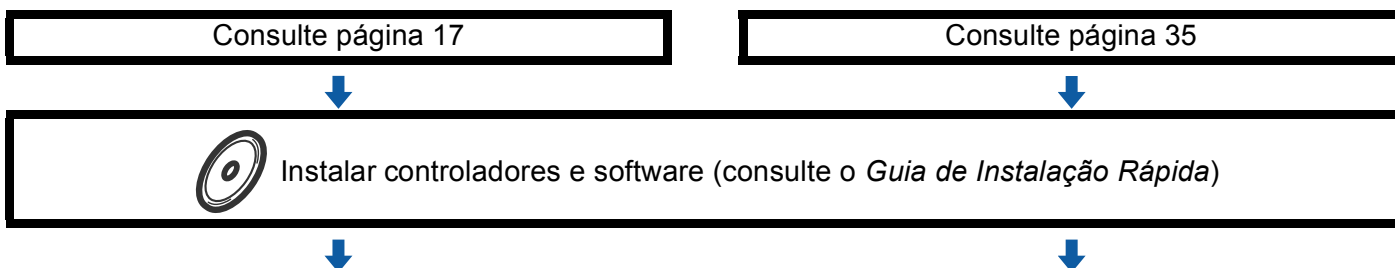 Consulte página 17
Consulte página 35
Instalar controladores e software (consulte o Guia de Instalação Rápida)